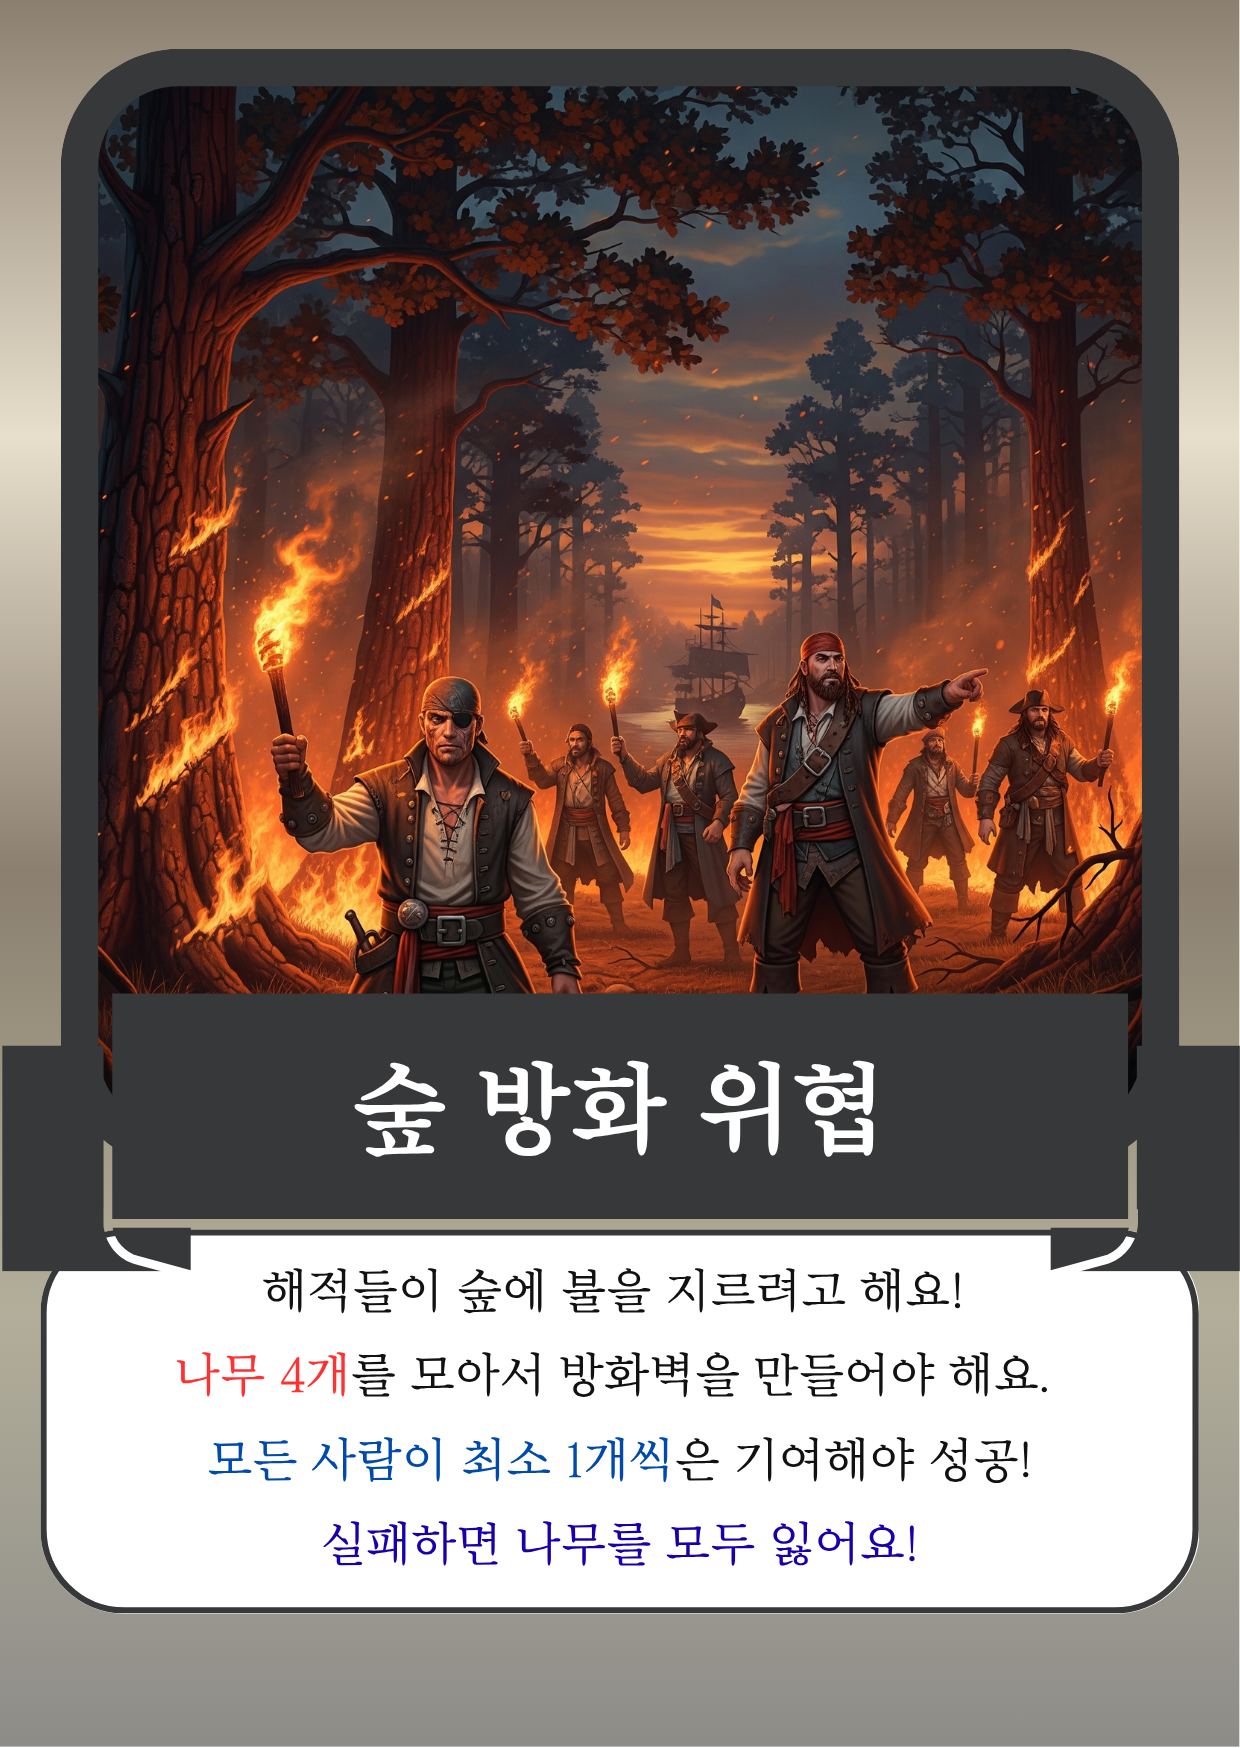 숲 방화 위협
해적들이 숲에 불을 지르려고 해요!
나무 4개를 모아서 방화벽을 만들어야 해요.
모든 사람이 최소 1개씩은 기여해야 성공!
실패하면 나무를 모두 잃어요!